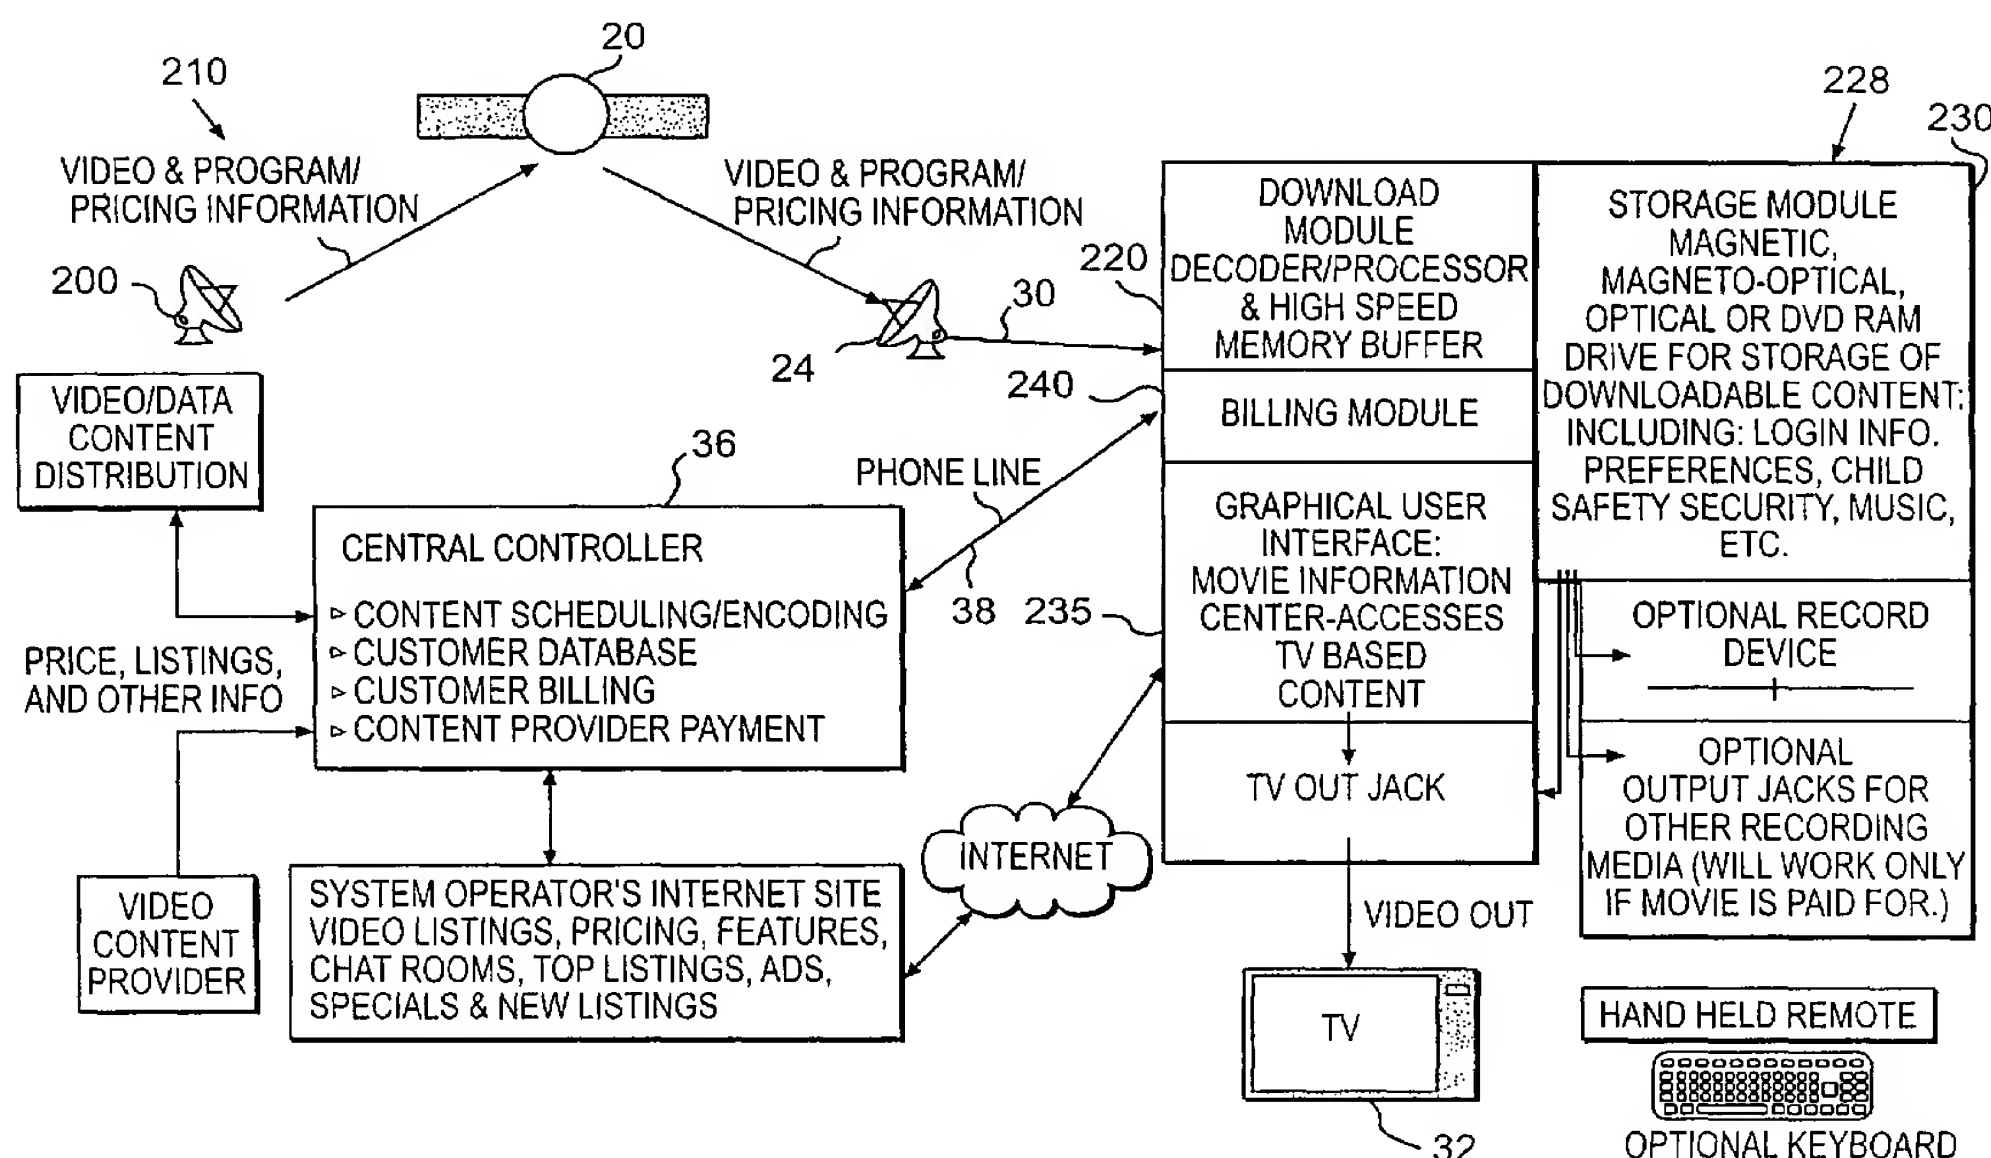 20
210
VIDEO & PROGRAM/
PRICING INFORMATION
VIDEO & PROGRAM/
PRICING INFORMATION
200
24
30
VIDEO/DATA
CONTENT
DISTRIBUTION
36
PHONE LINE
38
CENTRAL CONTROLLER
▹ CONTENT SCHEDULING/ENCODING
▹ CUSTOMER DATABASE
▹ CUSTOMER BILLING
▹ CONTENT PROVIDER PAYMENT
PRICE, LISTINGS,
AND OTHER INFO
VIDEO
CONTENT
PROVIDER
SYSTEM OPERATOR'S INTERNET SITE
VIDEO LISTINGS, PRICING, FEATURES,
CHAT ROOMS, TOP LISTINGS, ADS,
SPECIALS & NEW LISTINGS
INTERNET
228
230
220
DOWNLOAD
MODULE
DECODER/PROCESSOR
& HIGH SPEED
MEMORY BUFFER
240
BILLING MODULE
235
GRAPHICAL USER
INTERFACE:
MOVIE INFORMATION
CENTER-ACCESSES
TV BASED
CONTENT
TV OUT JACK
VIDEO OUT
TV
32
STORAGE MODULE
MAGNETIC,
MAGNETO-OPTICAL,
OPTICAL OR DVD RAM
DRIVE FOR STORAGE OF
DOWNLOADABLE CONTENT:
INCLUDING: LOGIN INFO.
PREFERENCES, CHILD
SAFETY SECURITY, MUSIC,
ETC.
OPTIONAL RECORD
DEVICE
OPTIONAL
OUTPUT JACKS FOR
OTHER RECORDING
MEDIA (WILL WORK ONLY
IF MOVIE IS PAID FOR.)
HAND HELD REMOTE
OPTIONAL KEYBOARD